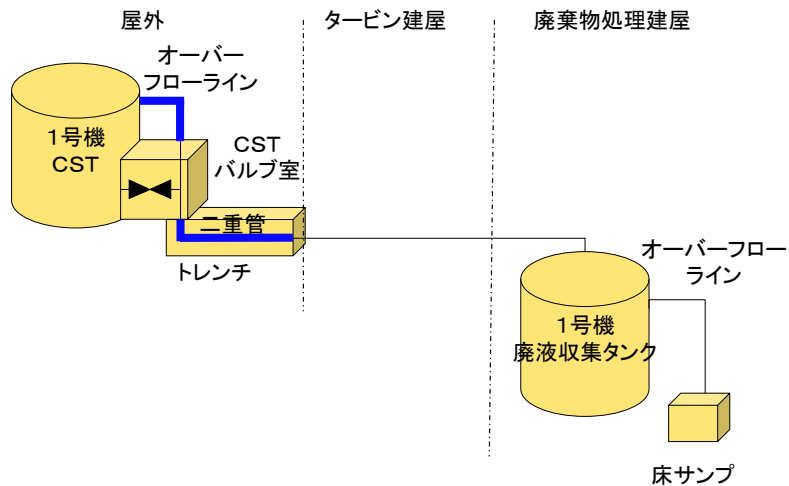 屋外
タービン建屋
廃棄物処理建屋
オーバー
フローライン
1号機
CST
CST
バルブ室
二重管
トレンチ
オーバーフロー
ライン
1号機
廃液収集タンク
床サンプ